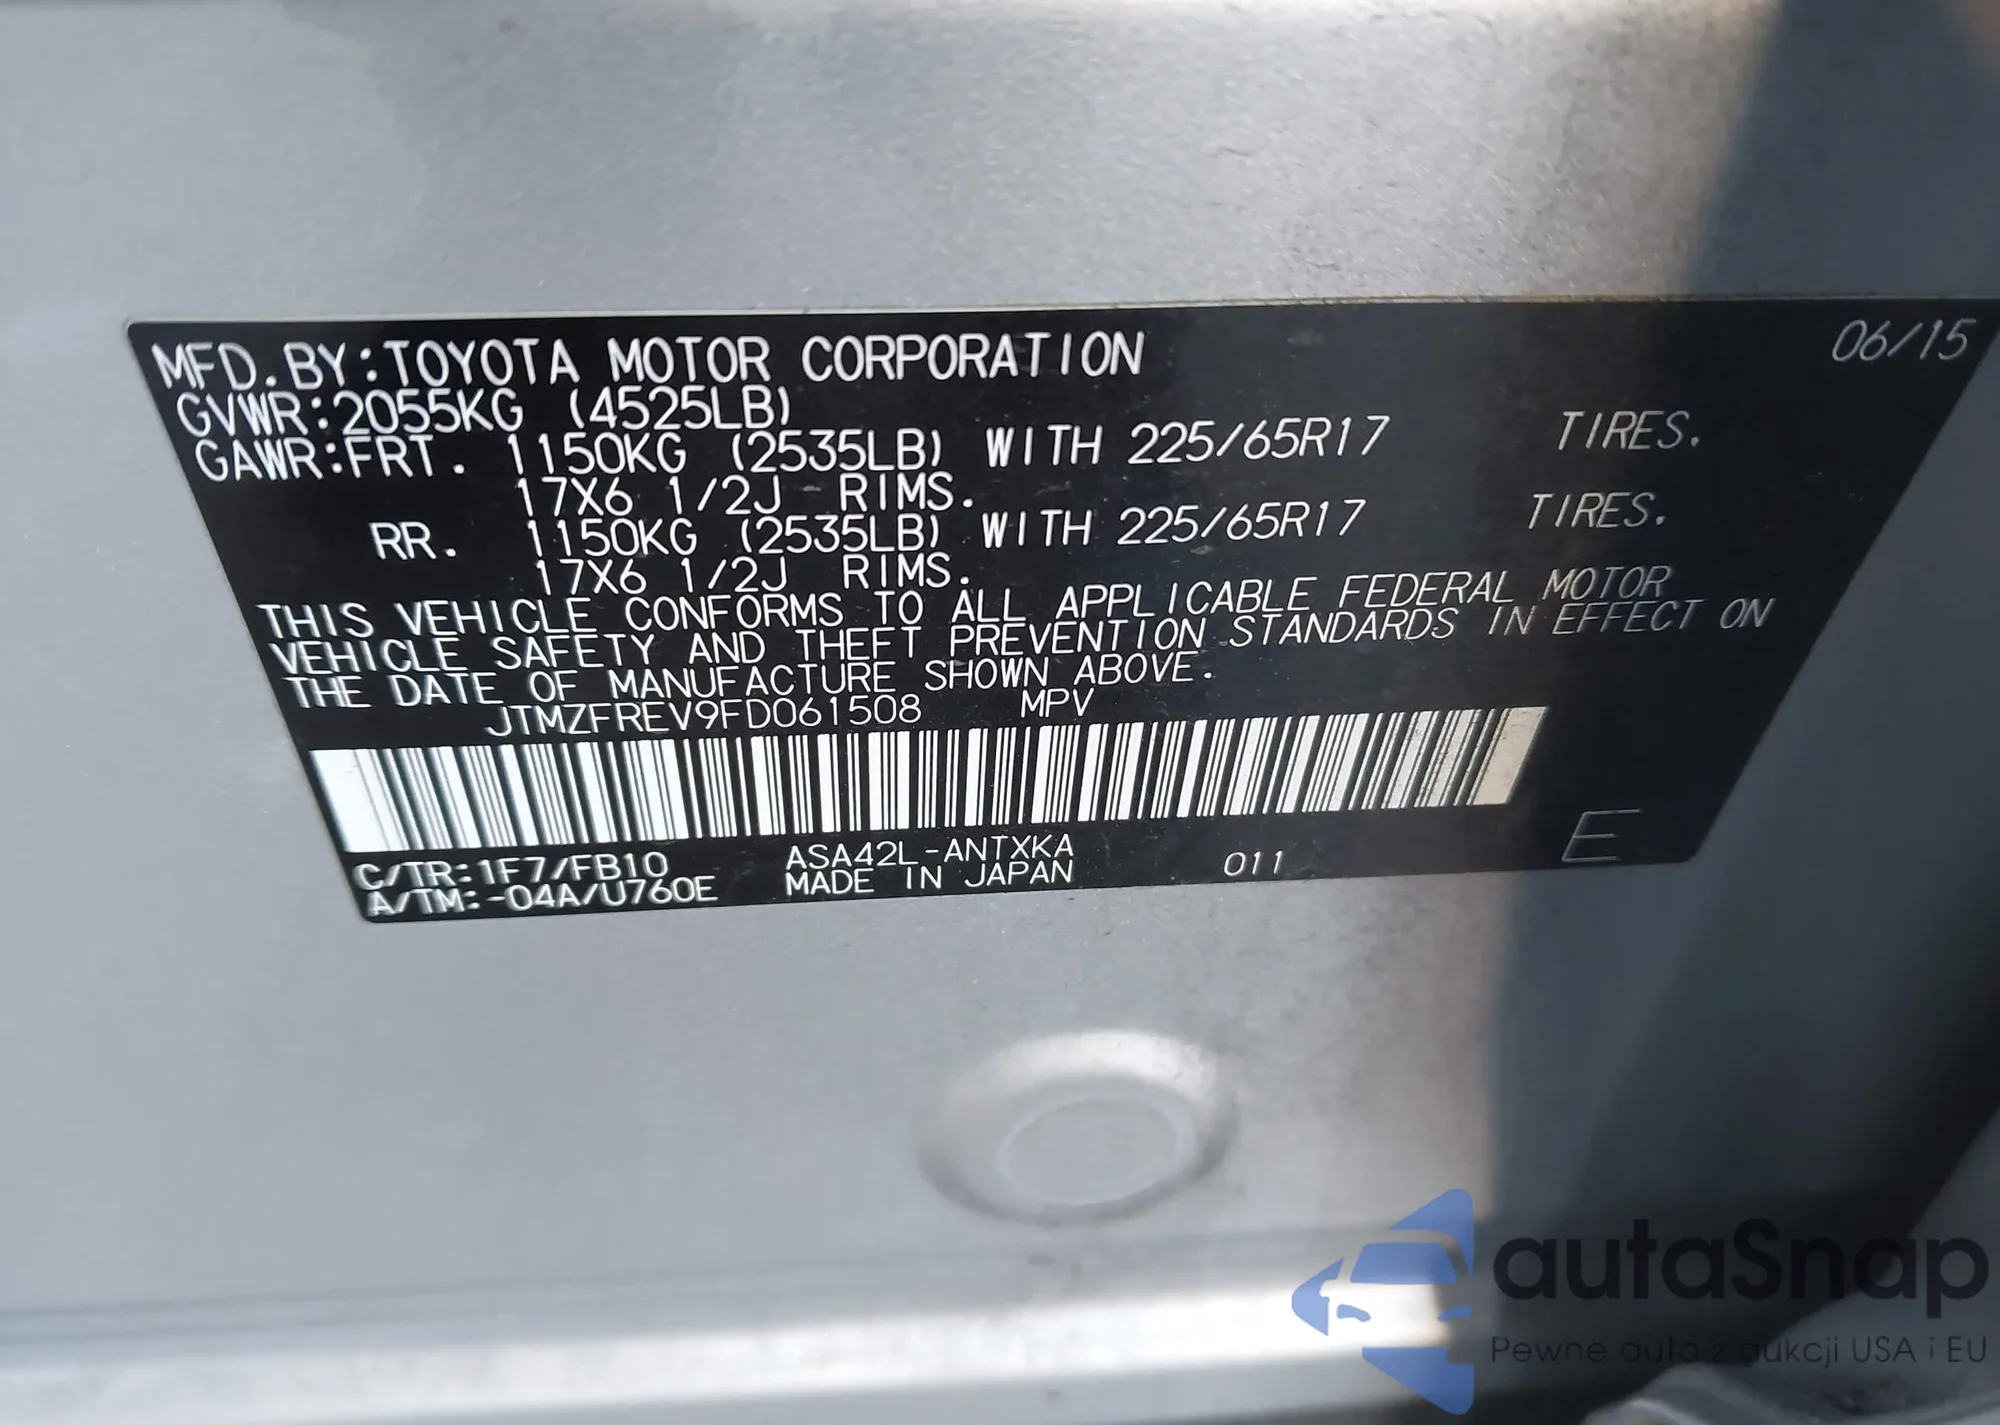 06/15
MFD.BY:TOYOTA MOTOR CORPORATION
GVWR:2055KG (4525LB)
GAWR:FRT. 1150KG (2535LB) WITH 225/65R17 TIRES.
17X6 1/2J RIMS.
RR. 1150KG (2535LB) WITH 225/65R17 TIRES.
17X6 1/2J RIMS.
THIS VEHICLE CONFORMS TO ALL APPLICABLE FEDERAL MOTOR
VEHICLE SAFETY AND THEFT PREVENTION STANDARDS IN EFFECT ON
THE DATE OF MANUFACTURE SHOWN ABOVE.
JTMZFREV9FD061508 MPV
C/TR:1F7/FB10 ASA42L-ANTXKA 011 E
A/TM:-04A/U760E MADE IN JAPAN
autaSnap
Pewne auta z aukcji USA i EU